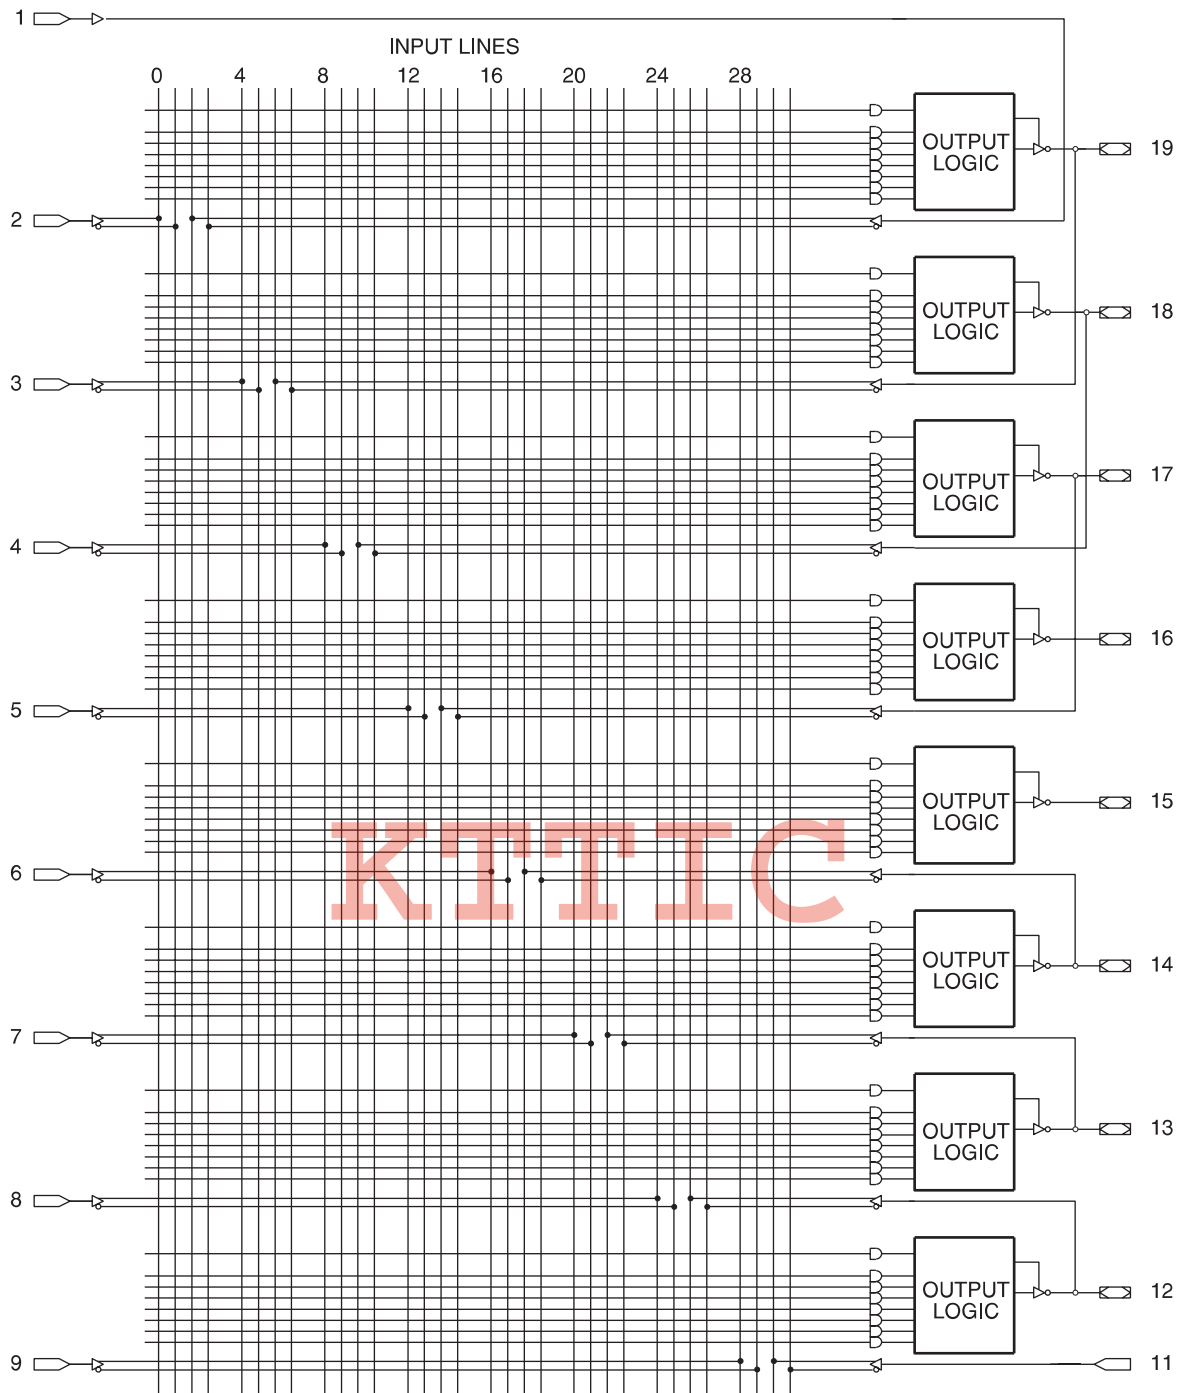 1
INPUT LINES
0 4 8 12 16 20 24 28
OUTPUT
LOGIC
19
2
OUTPUT
LOGIC
18
3
OUTPUT
LOGIC
17
4
OUTPUT
LOGIC
16
5
OUTPUT
LOGIC
15
KTTIC
6
OUTPUT
LOGIC
14
7
OUTPUT
LOGIC
13
8
OUTPUT
LOGIC
12
9
11